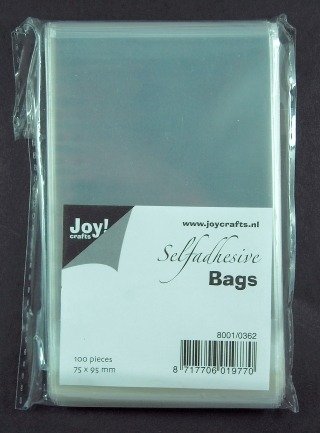 www.joycrafts.nl
Joy!
crafts
Selfadhesive
Bags
8001/0362
100 pieces
75 x 95 mm
8 717706 019770